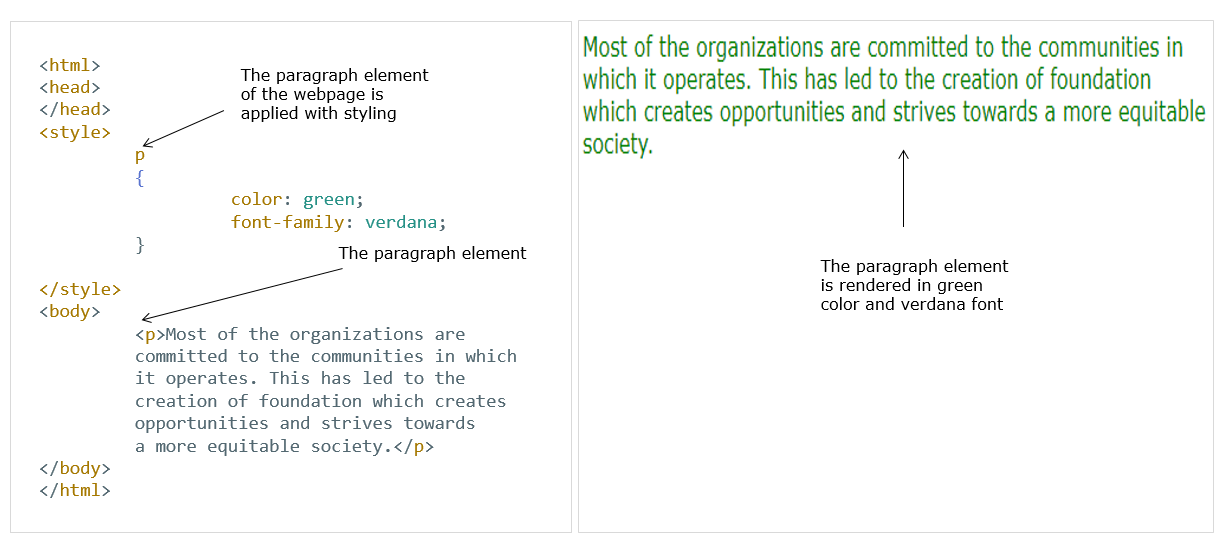 <html>
<head>
</head>
<style>
p
{
color: green;
font-family: verdana;
}
</style>
<body>
<p>Most of the organizations are
committed to the communities in which
it operates. This has led to the
creation of foundation which creates
opportunities and strives towards
a more equitable society.</p>
</body>
</html>
The paragraph element
of the webpage is
applied with styling
The paragraph element
Most of the organizations are committed to the communities in
which it operates. This has led to the creation of foundation
which creates opportunities and strives towards a more equitable
society.
The paragraph element
is rendered in green
color and verdana font